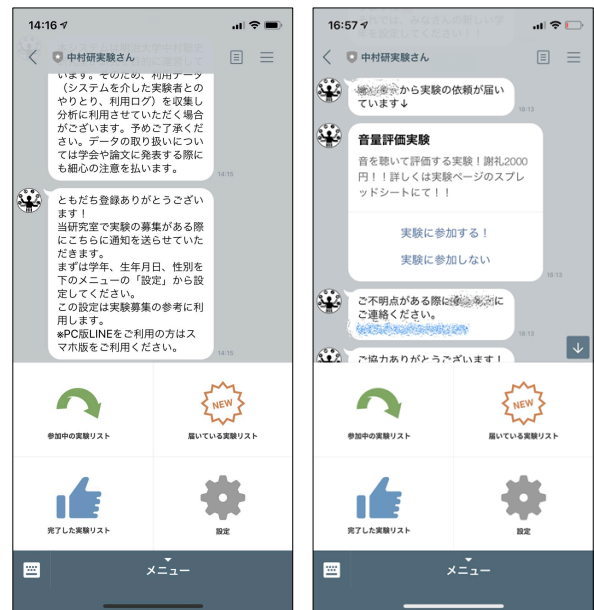 14:16
中村研実験さん
います。そのため、利用データ
(システムを介した実験者との
やりとり、利用ログ)を収集し
分析に利用させていただく場合
がございます。予めご了承くだ
さい。データの取り扱いについ
ては学会や論文に発表する際に
も細心の注意を払います。
14:15
ともだち登録ありがとうござい
ます!
当研究室で実験の募集がある際
にこちらに通知を送らせていた
だきます。
まずは学年、生年月日、性別を
下のメニューの「設定」から設
定してください。
この設定は実験募集の参考に利
用します。
※PC版LINEをご利用の方はス
マホ版をご利用ください。
14:15
参加中の実験リスト
NEW
届いている実験リスト
完了した実験リスト
設定
メニュー
16:57
中村研実験さん
から実験の依頼が届い
ています↓
16:13
音量評価実験
音を聴いて評価する実験!謝礼2000
円!!詳しくは実験ページのスプレ
ッドシートにて!!
実験に参加する!
実験に参加しない
16:13
ご不明点がある際に
ご連絡ください。
16:13
ご協力ありがとうございます!
参加中の実験リスト
NEW
届いている実験リスト
完了した実験リスト
設定
メニュー